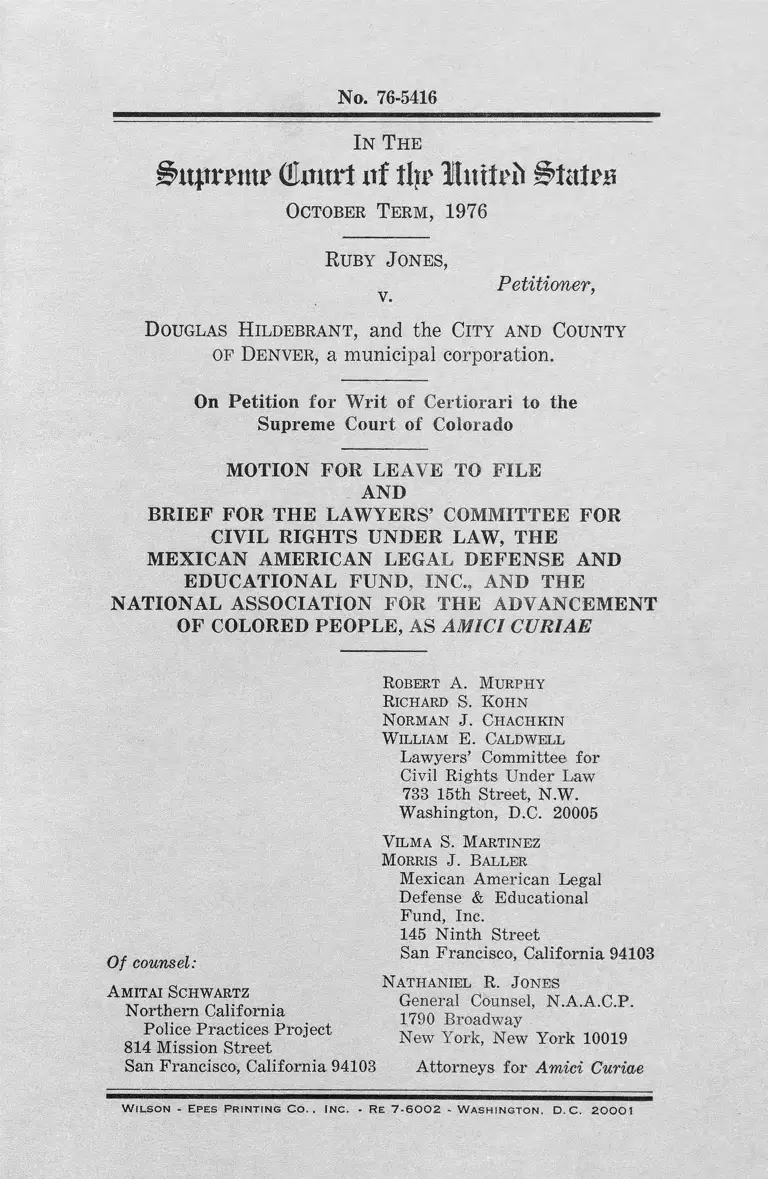 No. 76-5416
IN THE
Supreme Court of the United States
OCTOBER TERM, 1976
RUBY JONES,
Petitioner,
v.
DOUGLAS HILDEBRANT, and the CITY AND COUNTY
OF DENVER, a municipal corporation.
On Petition for Writ of Certiorari to the
Supreme Court of Colorado
MOTION FOR LEAVE TO FILE
AND
BRIEF FOR THE LAWYERS' COMMITTEE FOR
CIVIL RIGHTS UNDER LAW, THE
MEXICAN AMERICAN LEGAL DEFENSE AND
EDUCATIONAL FUND, INC., AND THE
NATIONAL ASSOCIATION FOR THE ADVANCEMENT
OF COLORED PEOPLE, AS AMICI CURIAE
ROBERT A. MURPHY
RICHARD S. KOHN
NORMAN J. CHACHKIN
WILLIAM E. CALDWELL
Lawyers' Committee for
Civil Rights Under Law
733 15th Street, N.W.
Washington, D.C. 20005
VILMA S. MARTINEZ
MORRIS J. BALLER
Mexican American Legal
Defense & Educational
Fund, Inc.
145 Ninth Street
San Francisco, California 94103
NATHANIEL R. JONES
General Counsel, N.A.A.C.P.
1790 Broadway
New York, New York 10019
Attorneys for Amici Curiae
Of counsel:
AMITAI SCHWARTZ
Northern California
Police Practices Project
814 Mission Street
San Francisco, California 94103
WILSON - EPES PRINTING CO., INC. - RE 7-6002 - WASHINGTON, D.C. 20001